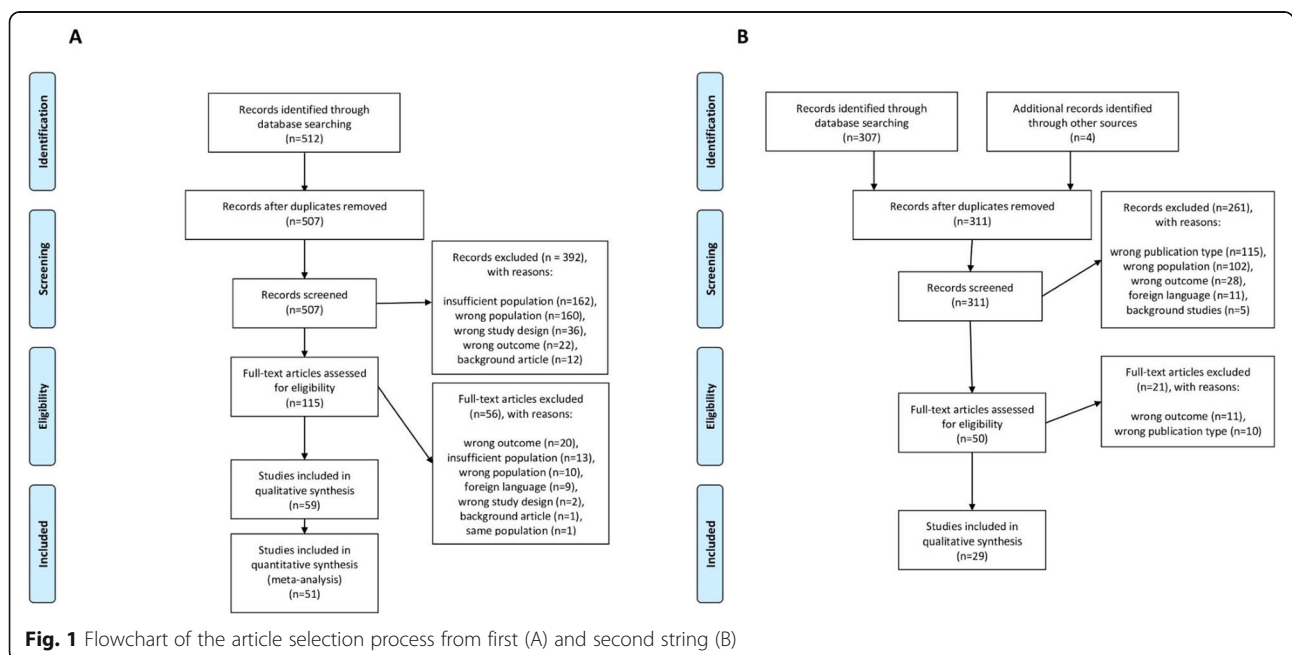 A
Identification
Screening
Eligibility
Included
Records identified through
database searching
(n=512)
Records after duplicates removed
(n=507)
Records screened
(n=507)
Records excluded (n = 392),
with reasons:
insufficient population (n=162),
wrong population (n=160),
wrong study design (n=36),
wrong outcome (n=22),
background article (n=12)
Full-text articles assessed for
eligibility
(n=115)
Full-text articles excluded
(n=56), with reasons:
wrong outcome (n=20),
insufficient population (n=13),
wrong population (n=10),
foreign language (n=9),
wrong study design (n=2),
background article (n=1),
same population (n=1)
Studies included in
qualitative synthesis
(n=59)
Studies included in
quantitative synthesis
(meta-analysis)
(n=51)
B
Identification
Screening
Eligibility
Included
Records identified through
database searching
(n=307)
Additional records identified
through other sources
(n=4)
Records after duplicates removed
(n=311)
Records screened
(n=311)
Records excluded (n=261),
with reasons:
wrong publication type (n=115),
wrong population (n=102),
wrong outcome (n=28),
foreign language (n=11),
background studies (n=5)
Full-text articles assessed
for eligibility
(n=50)
Full-text articles excluded
(n=21), with reasons:
wrong outcome (n=11),
wrong publication type (n=10)
Studies included in
qualitative synthesis
(n=29)
Fig. 1 Flowchart of the article selection process from first (A) and second string (B)